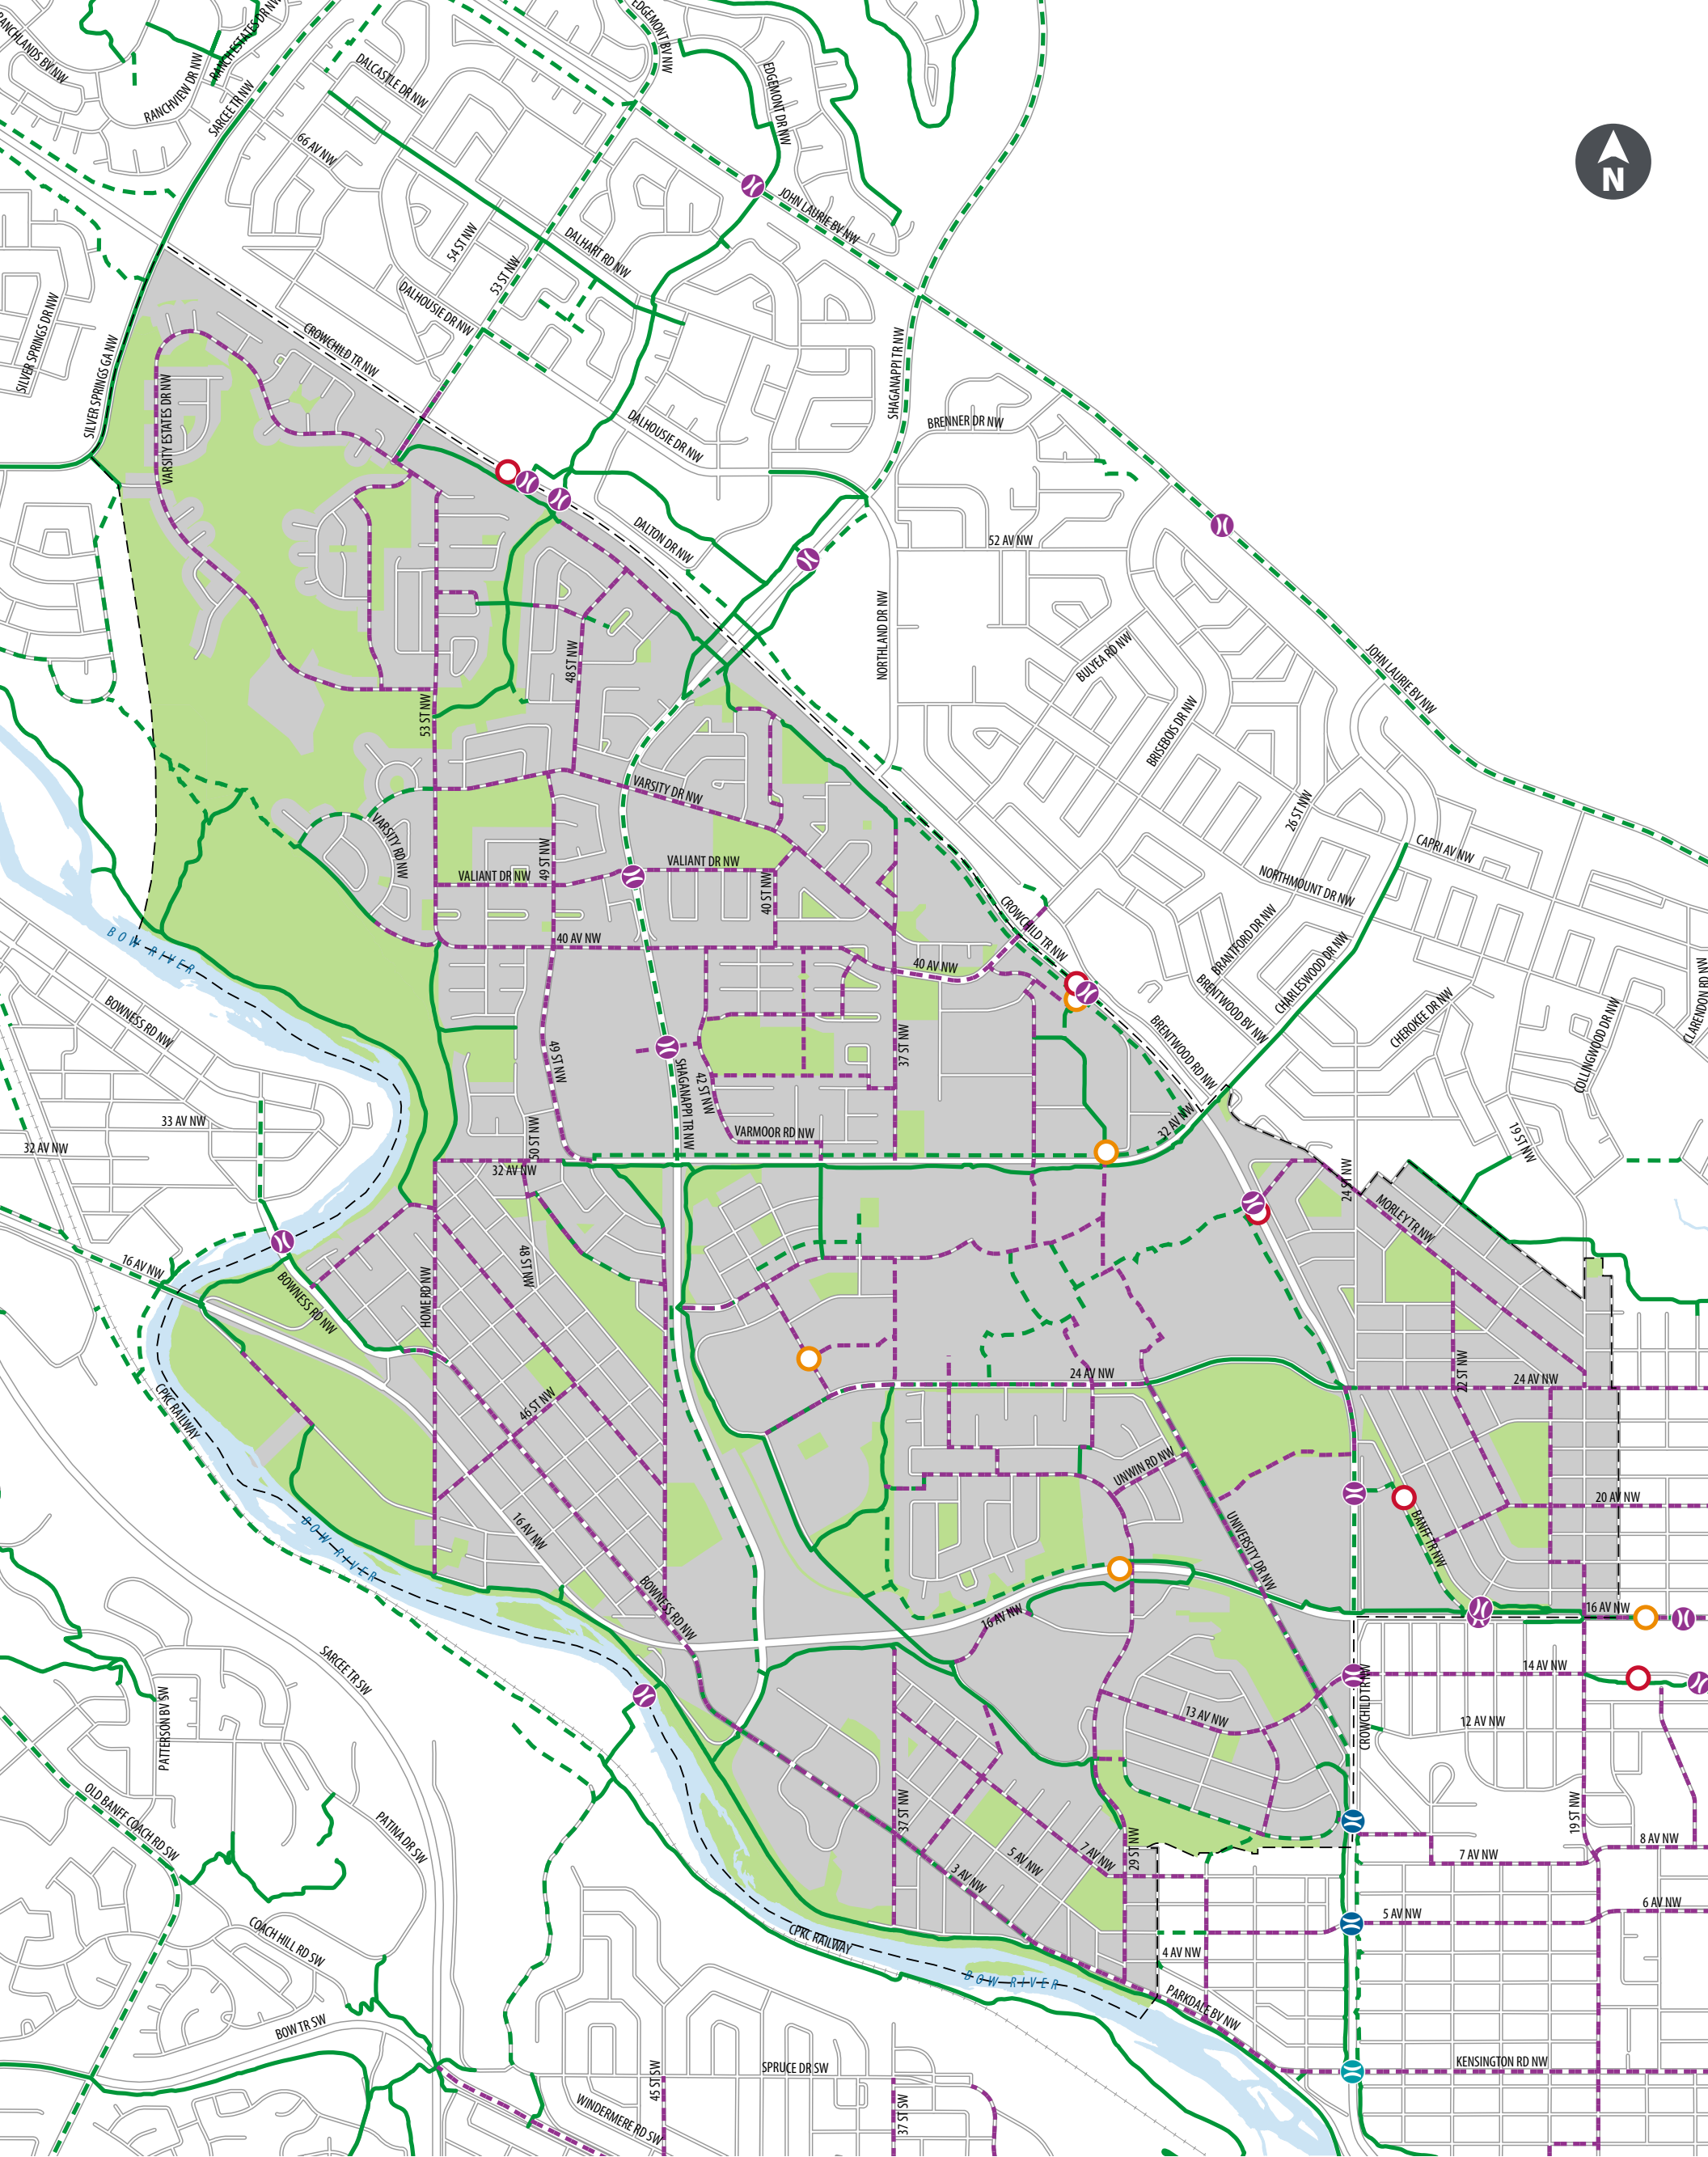 RANCHLANDS BV NW
RANCH ESTATES DR NW
RANCHVIEW DR NW
SARCEE TR NW
DALCASTLE DR NW
EDGEMONT BV NW
EDGEMONT DR NW
66 AV NW
N
JOHN LAURIE BV NW
54 ST NW
53 ST NW
DALHART RD NW
DALHOUSIE DR NW
SILVER SPRINGS DR NW
SILVER SPRINGS GA NW
CROWCHILD TR NW
SHAGANAPPI TR NW
VARSITY ESTATES DR NW
DALHOUSIE DR NW
BRENNER DR NW
DALTON DR NW
52 AV NW
NORTHLAND DR NW
BULYEA RD NW
48 ST NW
JOHN LAURIE BV NW
53 ST NW
BRISEBOIS DR NW
VARSITY DR NW
26 ST NW
VARSITY RD NW
49 ST NW
VALIANT DR NW
VALIANT DR NW
40 ST NW
CAPRI AV NW
NORTHMOUNT DR NW
BOW RIVER
40 AV NW
40 AV NW
CROWCHILD TR NW
BRANTFORD DR NW
BRENTWOOD BV NW
CHARLESWOOD DR NW
CLARENDON RD NW
BOWNESS RD NW
CHEROKEE DR NW
COLLINGWOOD DR NW
49 ST NW
SHAGANAPPI TR NW
42 ST NW
37 ST NW
BRENTWOOD RD NW
33 AV NW
32 AV NW
50 ST NW
VARMOOR RD NW
32 AV NW
32 AV NW
19 ST NW
24 ST NW
MORLEY TR NW
16 AV NW
BOWNESS RD NW
48 ST NW
HOME RD NW
CPKC RAILWAY
46 ST NW
24 AV NW
22 ST NW
24 AV NW
UNWIN RD NW
20 AV NW
16 AV NW
BOW RIVER
UNIVERSITY DR NW
BANFF TR NW
BOWNESS RD NW
16 AV NW
16 AV NW
SARCEE TR SW
14 AV NW
PATTERSON BV SW
13 AV NW
CROWCHILD TR NW
12 AV NW
OLD BANFF COACH RD SW
PATINA DR SW
37 ST NW
19 ST NW
5 AV NW
7 AV NW
29 ST NW
3 AV NW
7 AV NW
8 AV NW
6 AV NW
5 AV NW
COACH HILL RD SW
CPKC RAILWAY
4 AV NW
BOW RIVER
PARKDALE BV NW
BOW TR SW
45 ST SW
SPRUCE DR SW
KENSINGTON RD NW
WINDERMERE RD SW
37 ST SW